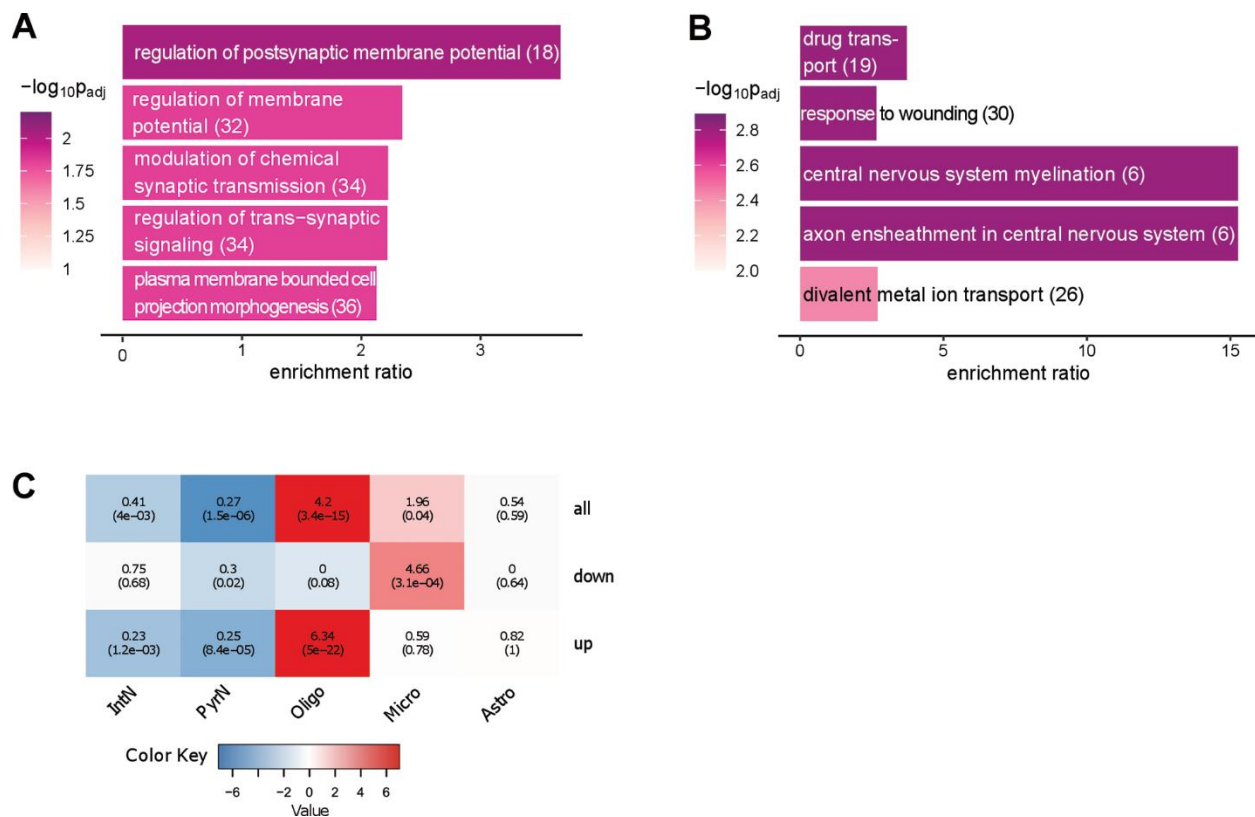 A
−log10padj
2
1.75
1.5
1.25
1
regulation of postsynaptic membrane potential (18)
regulation of membrane
potential (32)
modulation of chemical
synaptic transmission (34)
regulation of trans−synaptic
signaling (34)
plasma membrane bounded cell
projection morphogenesis (36)
0 1 2 3
enrichment ratio
B
−log10padj
2.8
2.6
2.4
2.2
2.0
drug trans-
port (19)
response to wounding (30)
central nervous system myelination (6)
axon ensheathment in central nervous system (6)
divalent metal ion transport (26)
0 5 10 15
enrichment ratio
C
0.41 0.27 4.2 1.96 0.54 all
(4e−03) (1.5e−06) (3.4e−15) (0.04) (0.59)
0.75 0.3 0 4.66 0 down
(0.68) (0.02) (0.08) (3.1e−04) (0.64)
0.23 0.25 6.34 0.59 0.82 up
(1.2e−03) (8.4e−05) (5e−22) (0.78) (1)
IntN PyrN Oligo Micro Astro
Color Key
−6 −2 0 2 4 6
Value